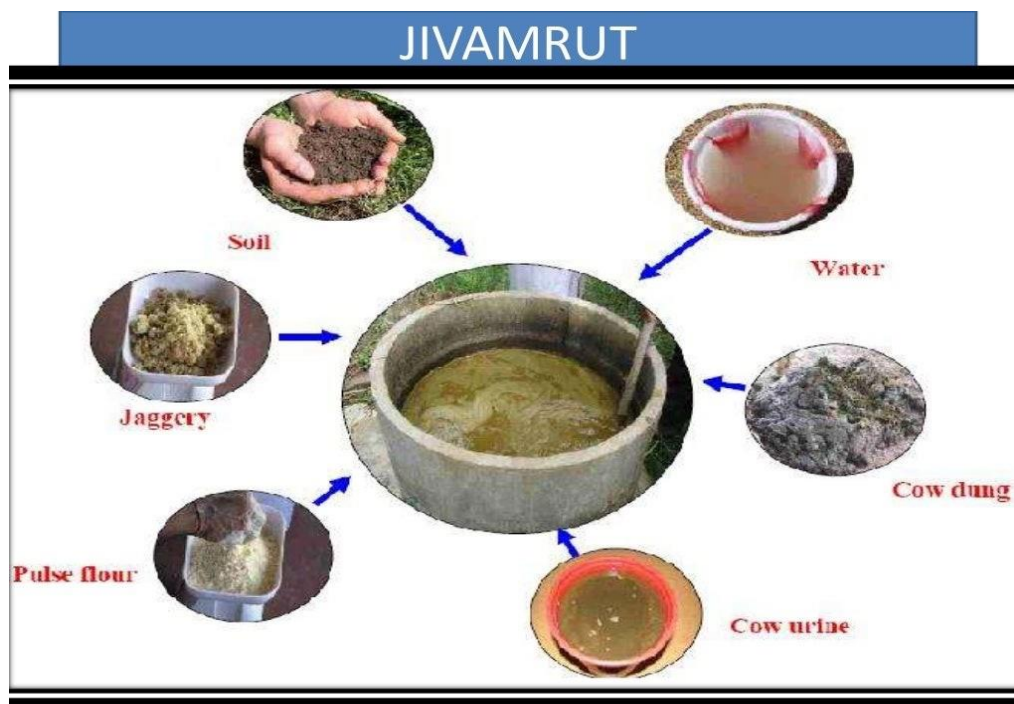 JIVAMRUT
Soil
Water
Jaggery
Cow dung
Pulse flour
Cow urine